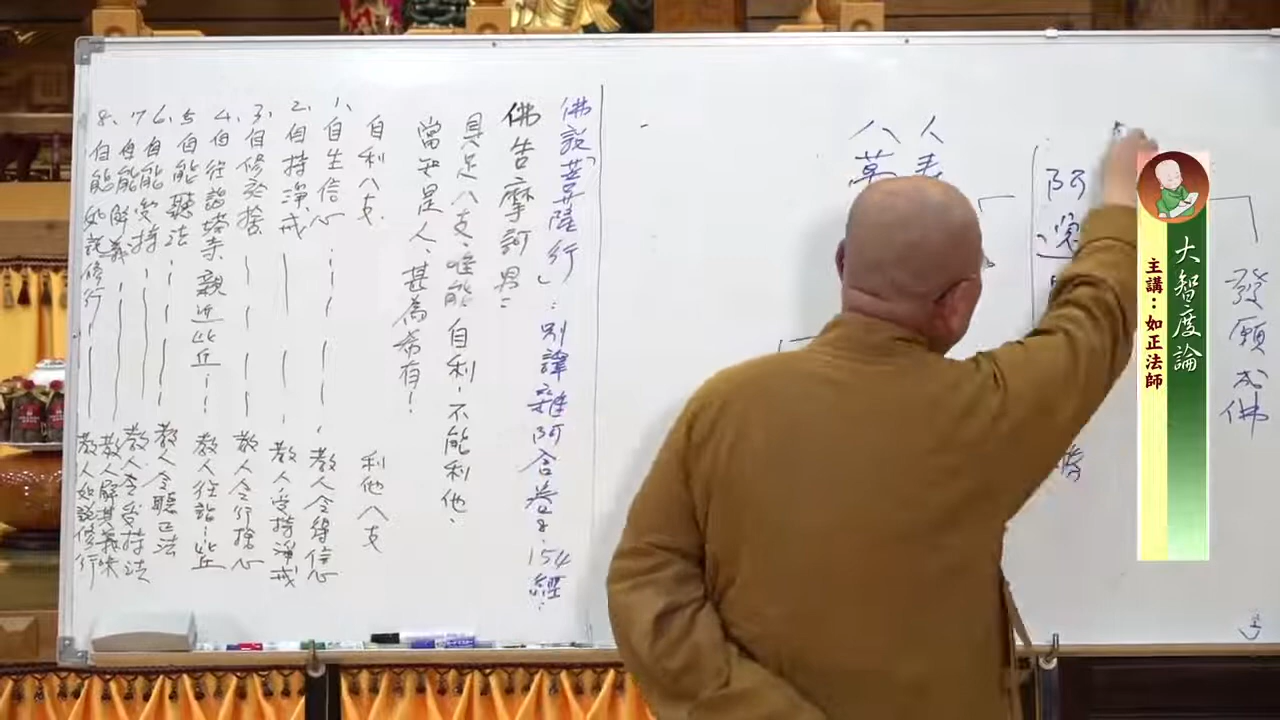 大智度論
主講：如正法師
發願成佛
阿
人
八萬
佛說菩薩行」：別譯雜阿含卷8．154經：
佛告摩訶男：
具足八支，唯能自利，不能利他，
當知是人，甚為希有！
自利八支 利他八支
1、自生信心 教人令得信心
2、自持淨戒 教人受持淨戒
3、自修於捨 教人令行捨心
4、自往詣塔寺親近比丘 教人往詣 比丘
5、自能聽法 教人令聽正法
6、自能受持 教人令受持法
7、自能解義 教人解其義味
8、自能如說修行 教人如說修行